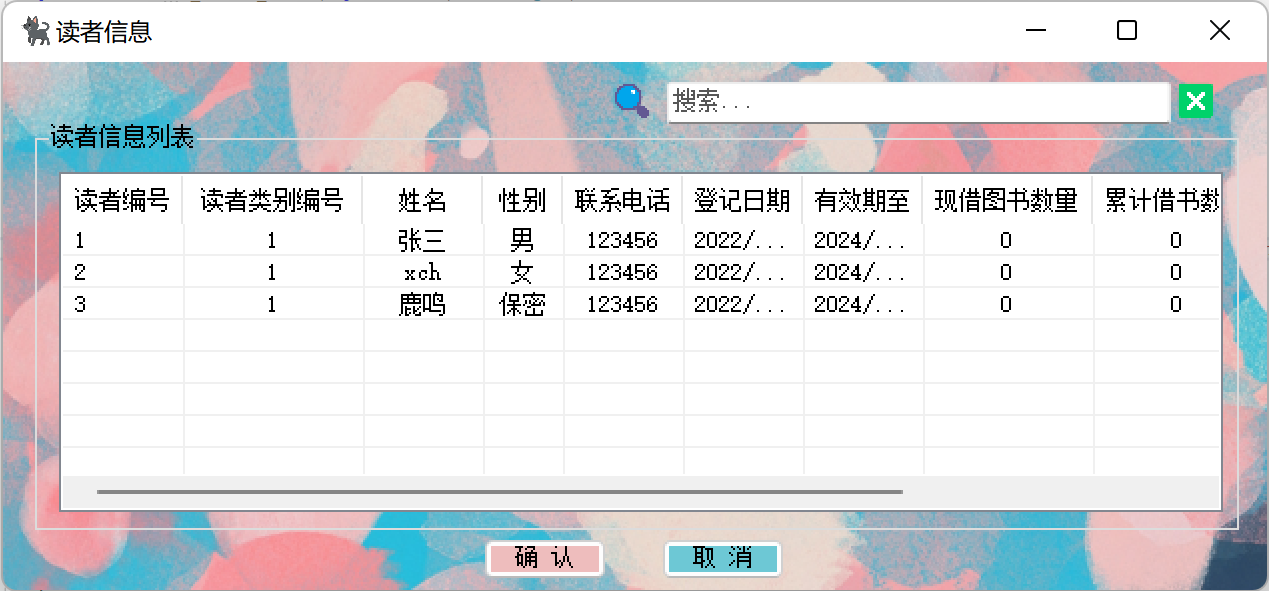 读者信息
搜索...
读者信息列表
读者编号 读者类别编号 姓名 性别 联系电话 登记日期 有效期至 现借图书数量 累计借书数
1 1 张三 男 123456 2022/... 2024/... 0 0
2 1 xch 女 123456 2022/... 2024/... 0 0
3 1 鹿鸣 保密 123456 2022/... 2024/... 0 0
确 认 取 消